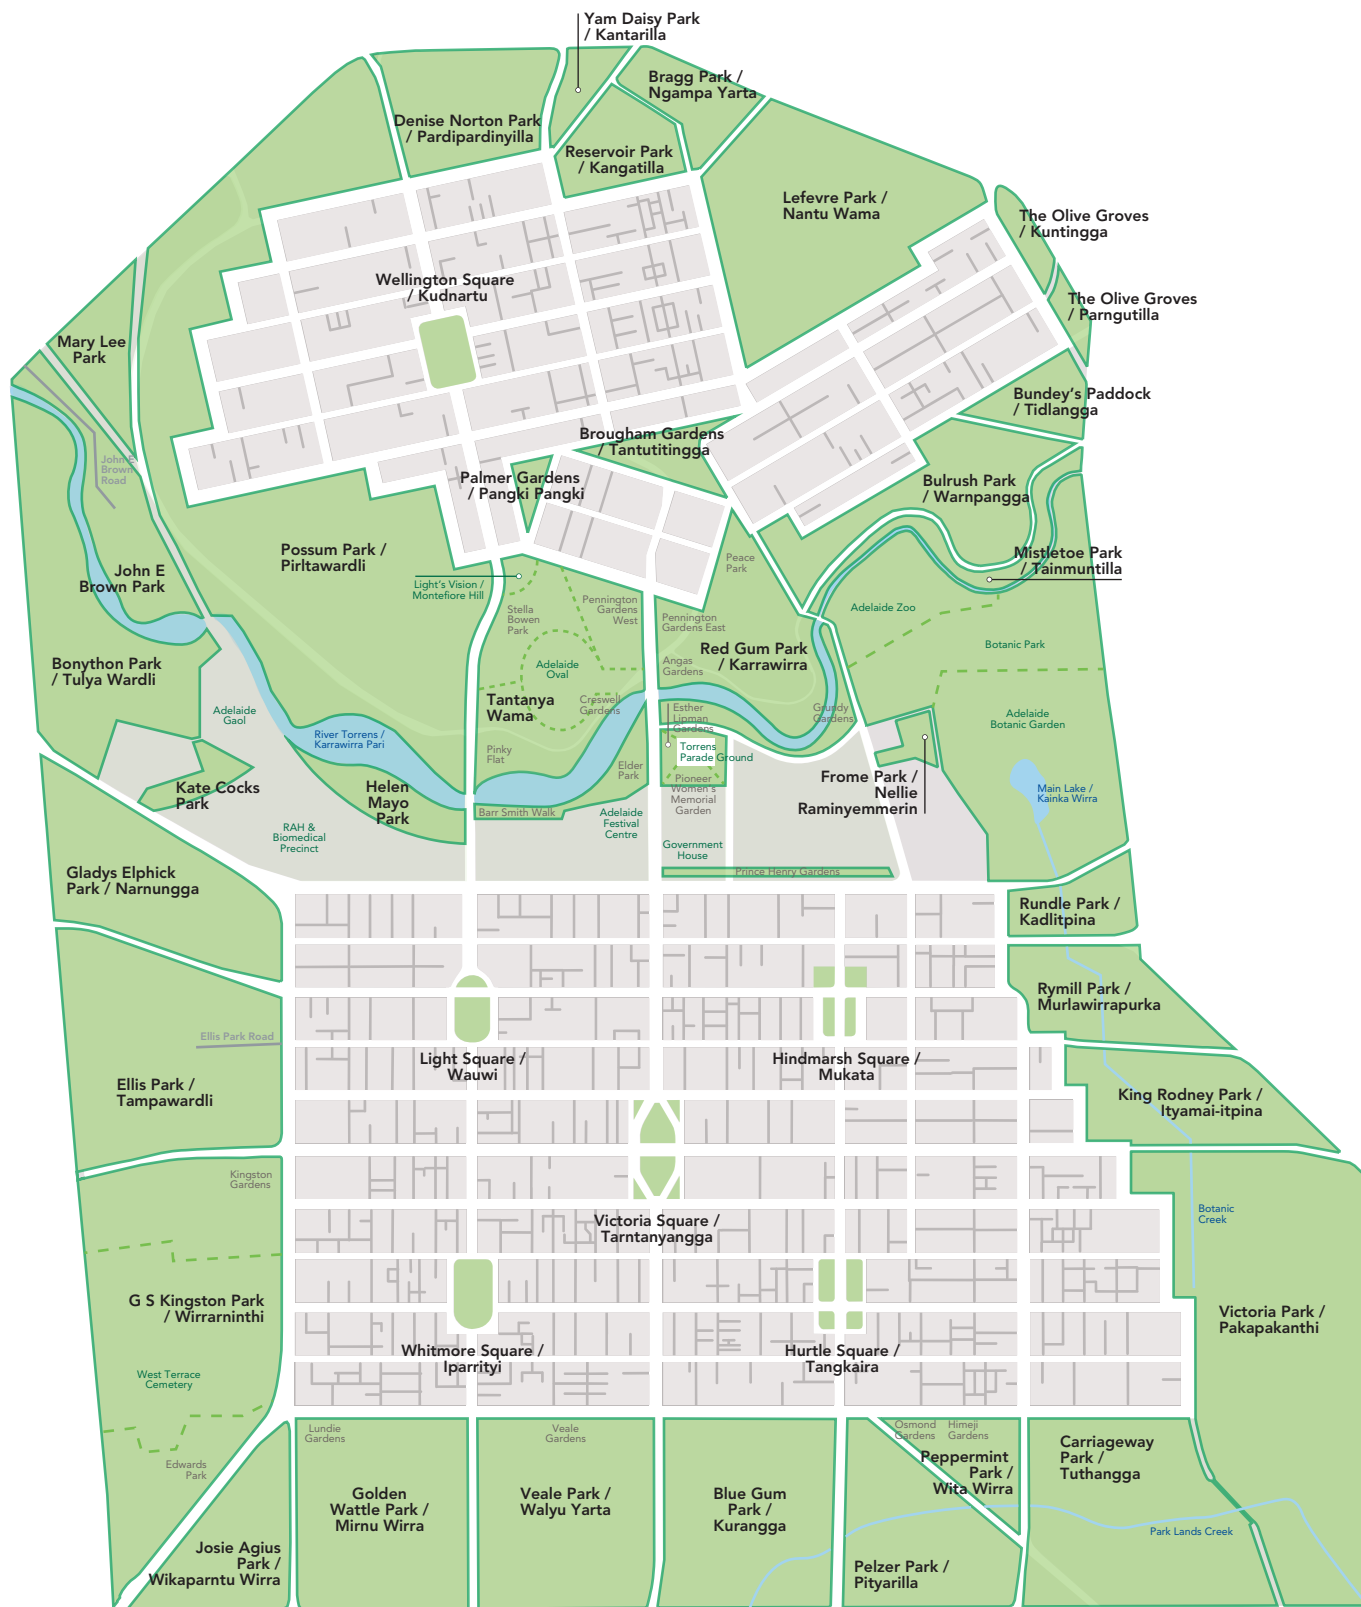 Yam Daisy Park
/ Kantarilla
Bragg Park /
Ngampa Yarta
Denise Norton Park
/ Pardipardinyilla
Reservoir Park
/ Kangatilla
Lefevre Park /
Nantu Wama
The Olive Groves
/ Kuntingga
Wellington Square
/ Kudnartu
The Olive Groves
/ Parngutilla
Mary Lee
Park
Bundey's Paddock
/ Tidlangga
Brougham Gardens
/ Tantutitingga
John E
Brown
Road
Palmer Gardens
/ Pangki Pangki
Bulrush Park
/ Warnpangga
Possum Park /
Pirltawardli
Peace
Park
Mistletoe Park
/ Tainmuntilla
John E
Brown Park
Light's Vision /
Montefiore Hill
Stella
Bowen
Park
Pennington
Gardens
West
Pennington
Gardens East
Adelaide Zoo
Botanic Park
Red Gum Park
/ Karrawirra
Bonython Park
/ Tulya Wardli
Adelaide
Oval
Angas
Gardens
Tantanya
Wama
Creswell
Gardens
Esther
Lipman
Gardens
Grundy
Gardens
Adelaide
Botanic Garden
Adelaide
Gaol
River Torrens /
Karrawirra Pari
Pinky
Flat
Elder
Park
Torrens
Parade Ground
Kate Cocks
Park
Helen
Mayo
Park
Pioneer
Women's
Memorial
Garden
Frome Park /
Nellie
Raminyemmerin
Main Lake /
Kainka Wirra
Barr Smith Walk
Adelaide
Festival
Centre
RAH &
Biomedical
Precinct
Government
House
Gladys Elphick
Park / Narnungga
Prince Henry Gardens
Rundle Park /
Kadlitpina
Rymill Park /
Murlawirrapurka
Ellis Park Road
Light Square /
Wauwi
Hindmarsh Square /
Mukata
Ellis Park /
Tampawardli
King Rodney Park /
Ityamai-itpina
Kingston
Gardens
Victoria Square /
Tarntanyangga
Botanic
Creek
G S Kingston Park
/ Wirrarninthi
Victoria Park /
Pakapakanthi
Whitmore Square /
Iparrityi
Hurtle Square /
Tangkaira
West Terrace
Cemetery
Lundie
Gardens
Veale
Gardens
Osmond
Gardens
Himeji
Gardens
Edwards
Park
Peppermint
Park /
Wita Wirra
Carriageway
Park /
Tuthangga
Golden
Wattle Park /
Mirnu Wirra
Veale Park /
Walyu Yarta
Blue Gum
Park /
Kurangga
Park Lands Creek
Josie Agius
Park /
Wikaparntu Wirra
Pelzer Park /
Pityarilla